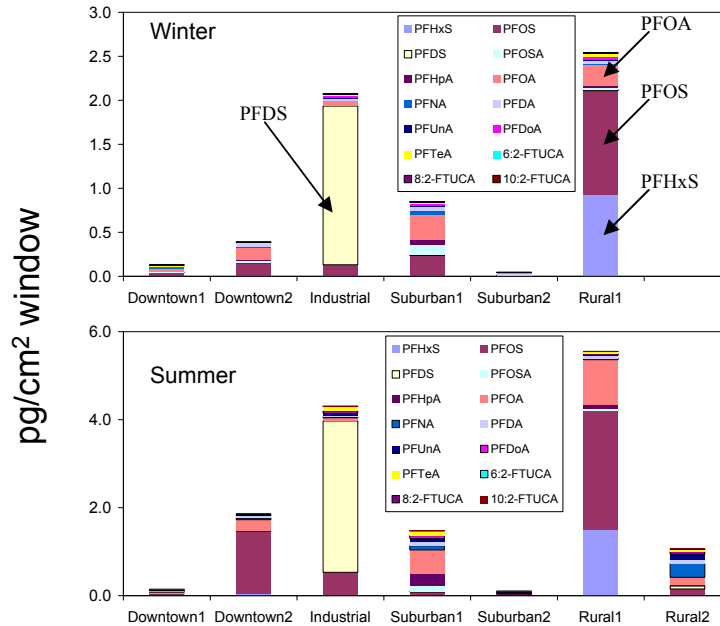 pg/cm² window
3.0
2.5
2.0
1.5
1.0
0.5
0.0
Winter
PFHxS PFOS
PFDS PFOSA
PFHpA PFOA
PFNA PFDA
PFUnA PFDoA
PFTeA 6:2-FTUCA
8:2-FTUCA 10:2-FTUCA
PFDS
PFOA
PFOS
PFHxS
Downtown1 Downtown2 Industrial Suburban1 Suburban2 Rural1
6.0
4.0
2.0
0.0
Summer
PFHxS PFOS
PFDS PFOSA
PFHpA PFOA
PFNA PFDA
PFUnA PFDoA
PFTeA 6:2-FTUCA
8:2-FTUCA 10:2-FTUCA
Downtown1 Downtown2 Industrial Suburban1 Suburban2 Rural1 Rural2